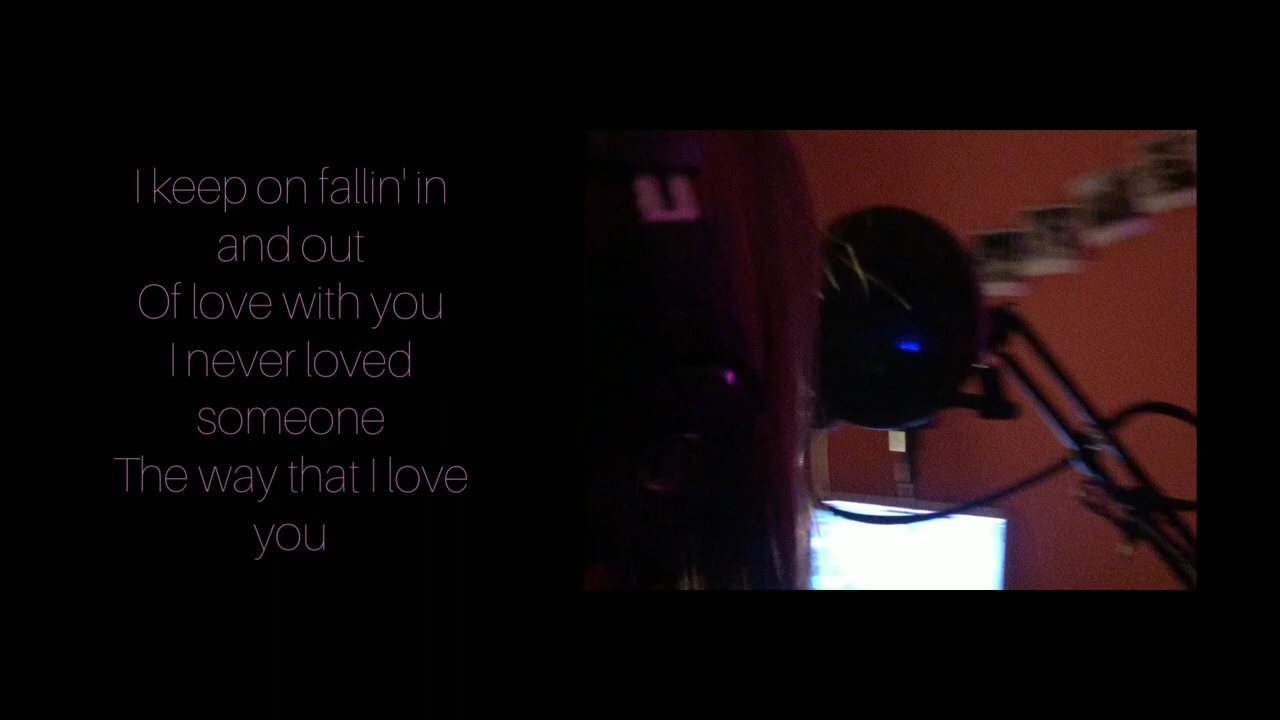 I keep on fallin' in
and out
Of love with you
I never loved
someone
The way that I love
you